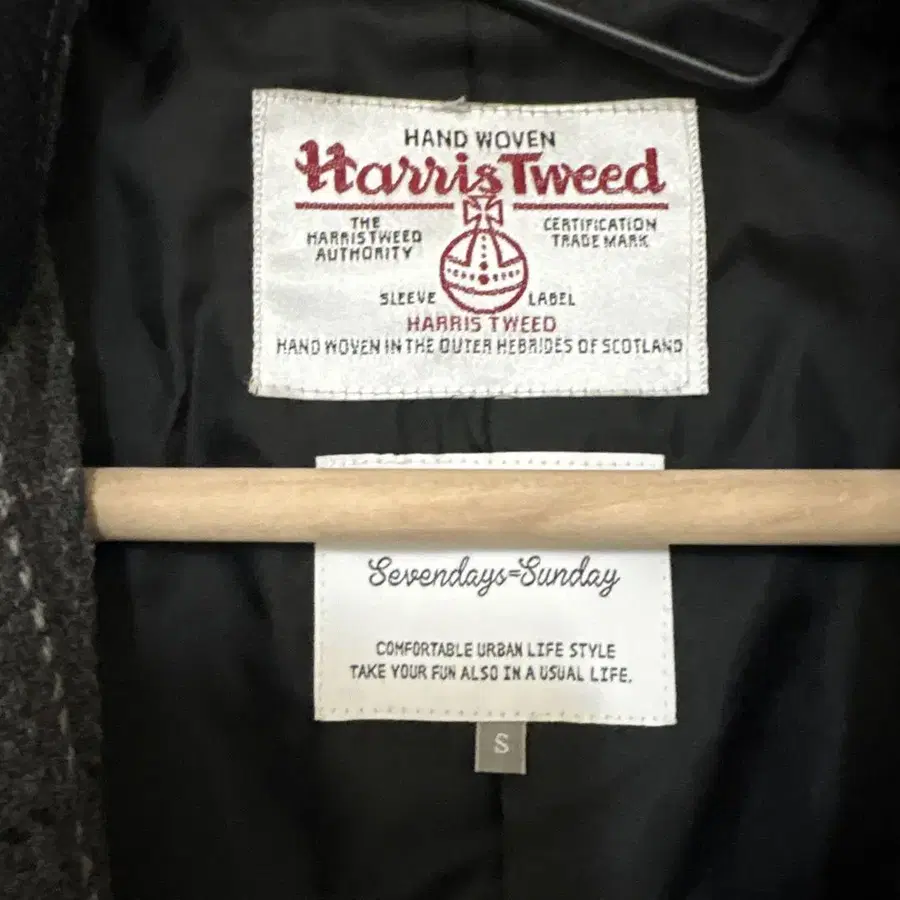 HAND WOVEN
Harris Tweed
THE
HARRIS TWEED
AUTHORITY
CERTIFICATION
TRADE MARK
SLEEVE LABEL
HARRIS TWEED
HAND WOVEN IN THE OUTER HEBRIDES OF SCOTLAND
Sevendays=Sunday
COMFORTABLE URBAN LIFE STYLE
TAKE YOUR FUN ALSO IN A USUAL LIFE.
S